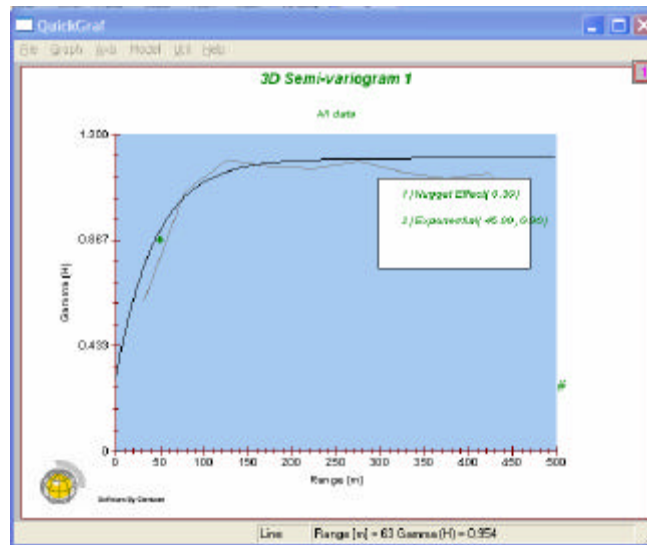 QuickGraf
File Graph Axis Model Util Help
1
3D Semi-variogram 1
All data
1.300
0.867
0.433
0
Gamma (H)
1 ) Nugget Effect( 0.30)
2 ) Exponential( 45.00, 0.90)
0 50 100 150 200 250 300 350 400 450 500
Range [m]
Software By Gemcom
Line Range [m] = 63 Gamma (H) = 0.954